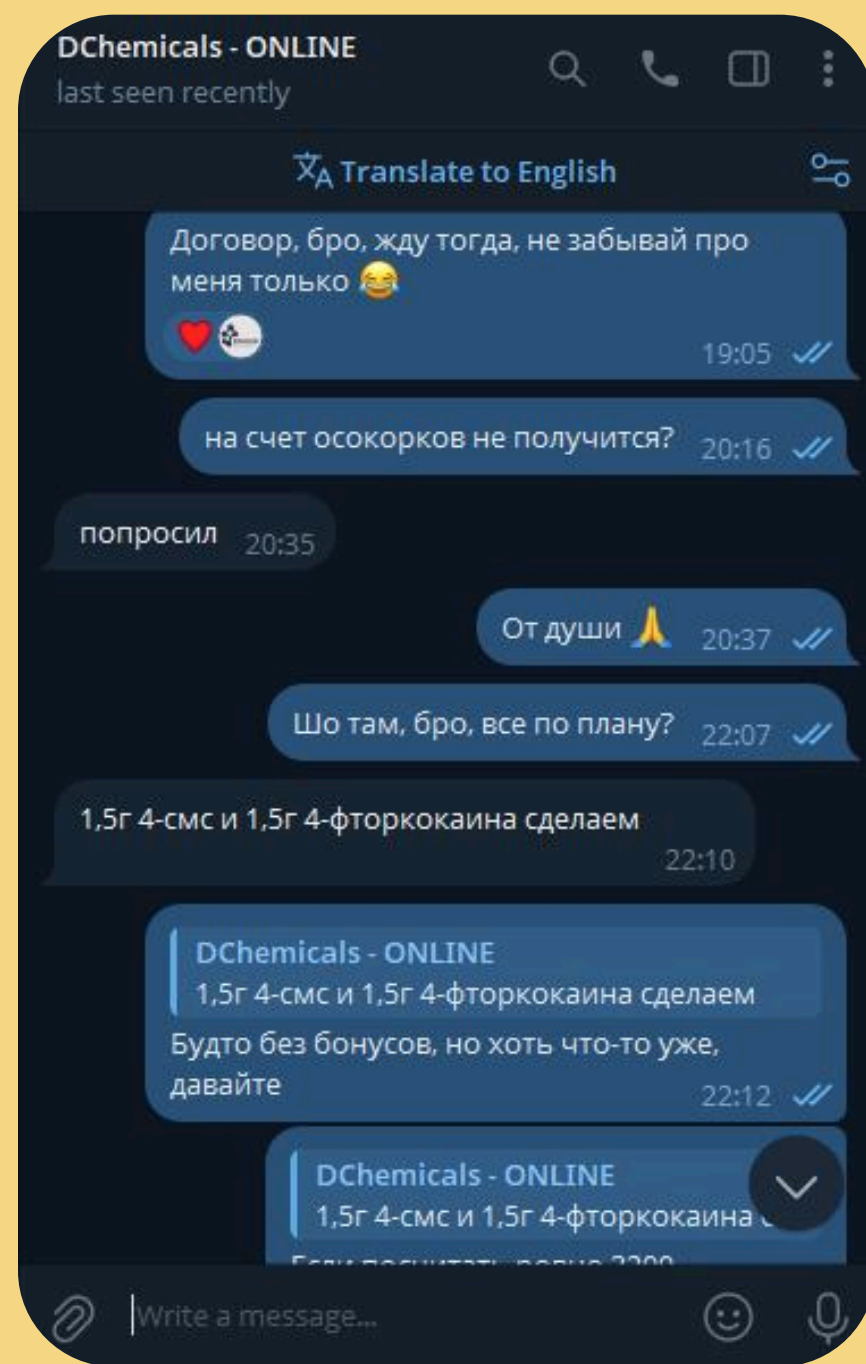 DChemicals - ONLINE
last seen recently
Translate to English
Договор, бро, жду тогда, не забывай про
меня только 😂
19:05
на счет осокорков не получится? 20:16
попросил 20:35
От души 🙏 20:37
Шо там, бро, все по плану? 22:07
1,5г 4-смс и 1,5г 4-фторкокаина сделаем
22:10
DChemicals - ONLINE
1,5г 4-смс и 1,5г 4-фторкокаина сделаем
Будто без бонусов, но хоть что-то уже,
давайте
22:12
DChemicals - ONLINE
1,5г 4-смс и 1,5г 4-фторкокаина
Write a message...